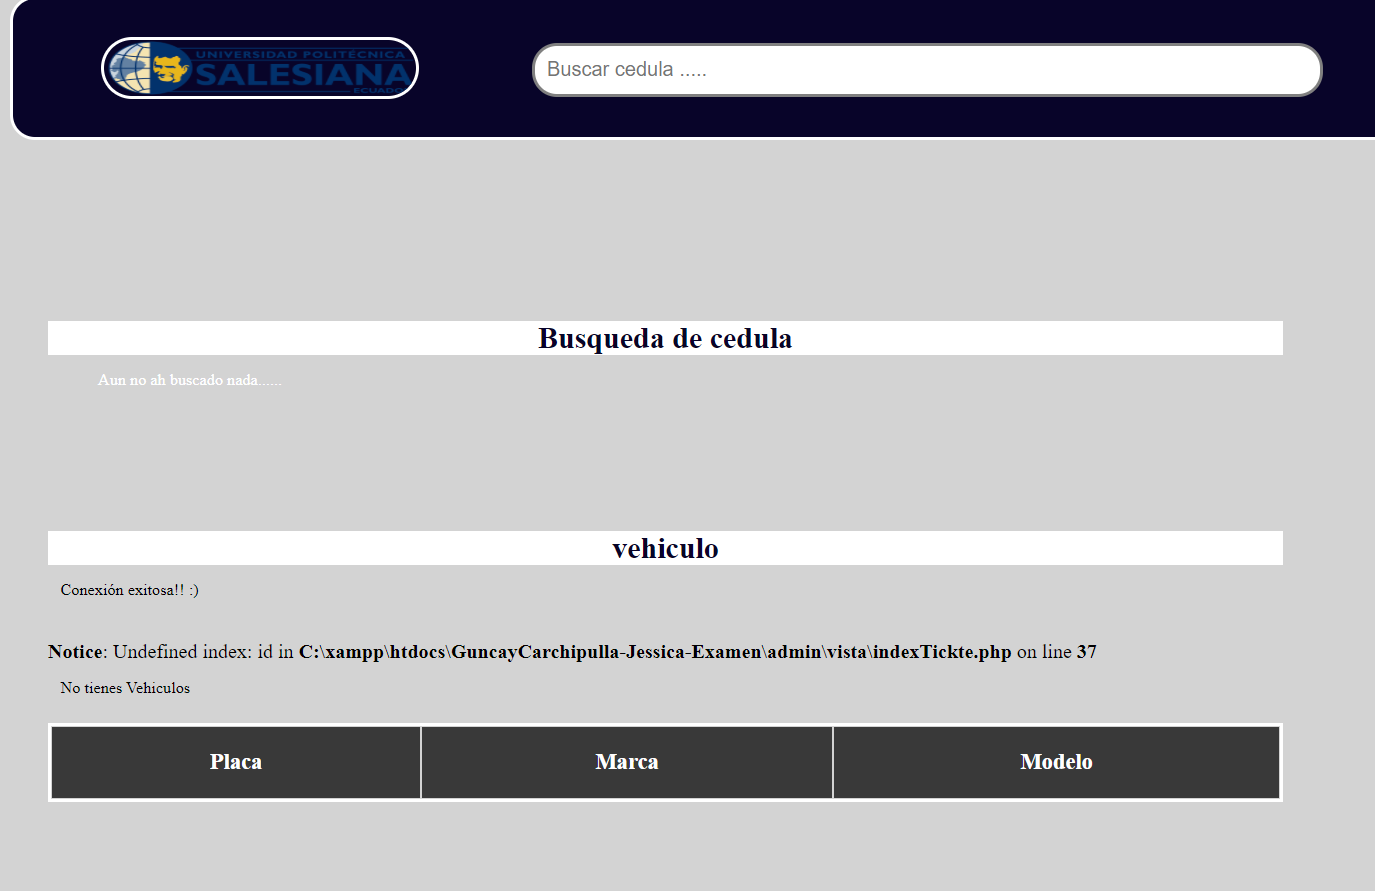 UNIVERSIDAD POLITÉCNICA
SALESIANA
ECUADOR
Buscar cedula .....
Busqueda de cedula
Aun no ah buscado nada......
vehiculo
Conexión exitosa!! :)
Notice: Undefined index: id in C:\xampp\htdocs\GuncayCarchipulla-Jessica-Examen\admin\vista\indexTickte.php on line 37
No tienes Vehiculos
Placa Marca Modelo